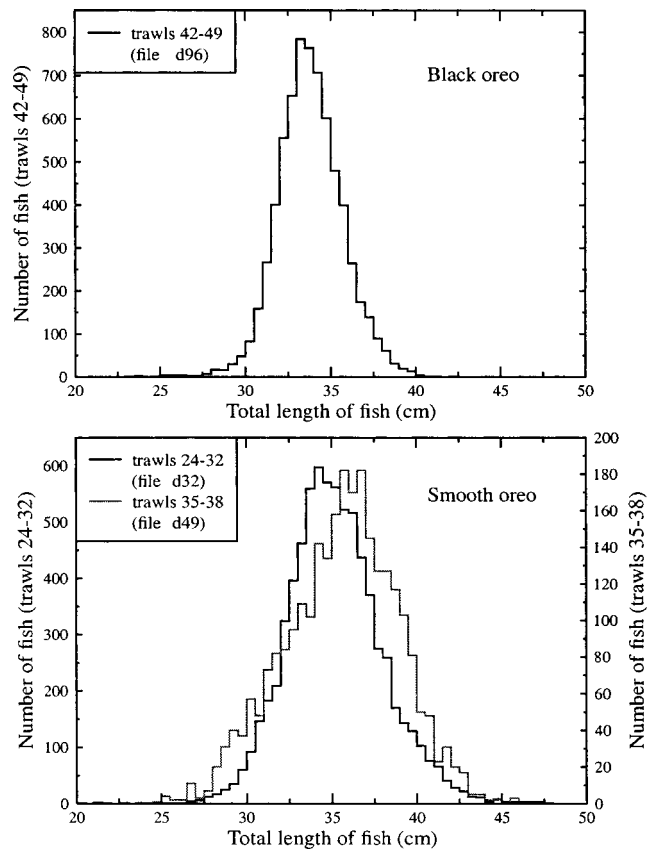 trawls 42-49
(file d96)
Black oreo
Number of fish (trawls 42-49)
800
700
600
500
400
300
200
100
0
20 25 30 35 40 45 50
Total length of fish (cm)
trawls 24-32
(file d32)
trawls 35-38
(file d49)
Smooth oreo
Number of fish (trawls 24-32)
600
500
400
300
200
100
0
200
180
160
140
120
100
80
60
40
20
0
Number of fish (trawls 35-38)
20 25 30 35 40 45 50
Total length of fish (cm)